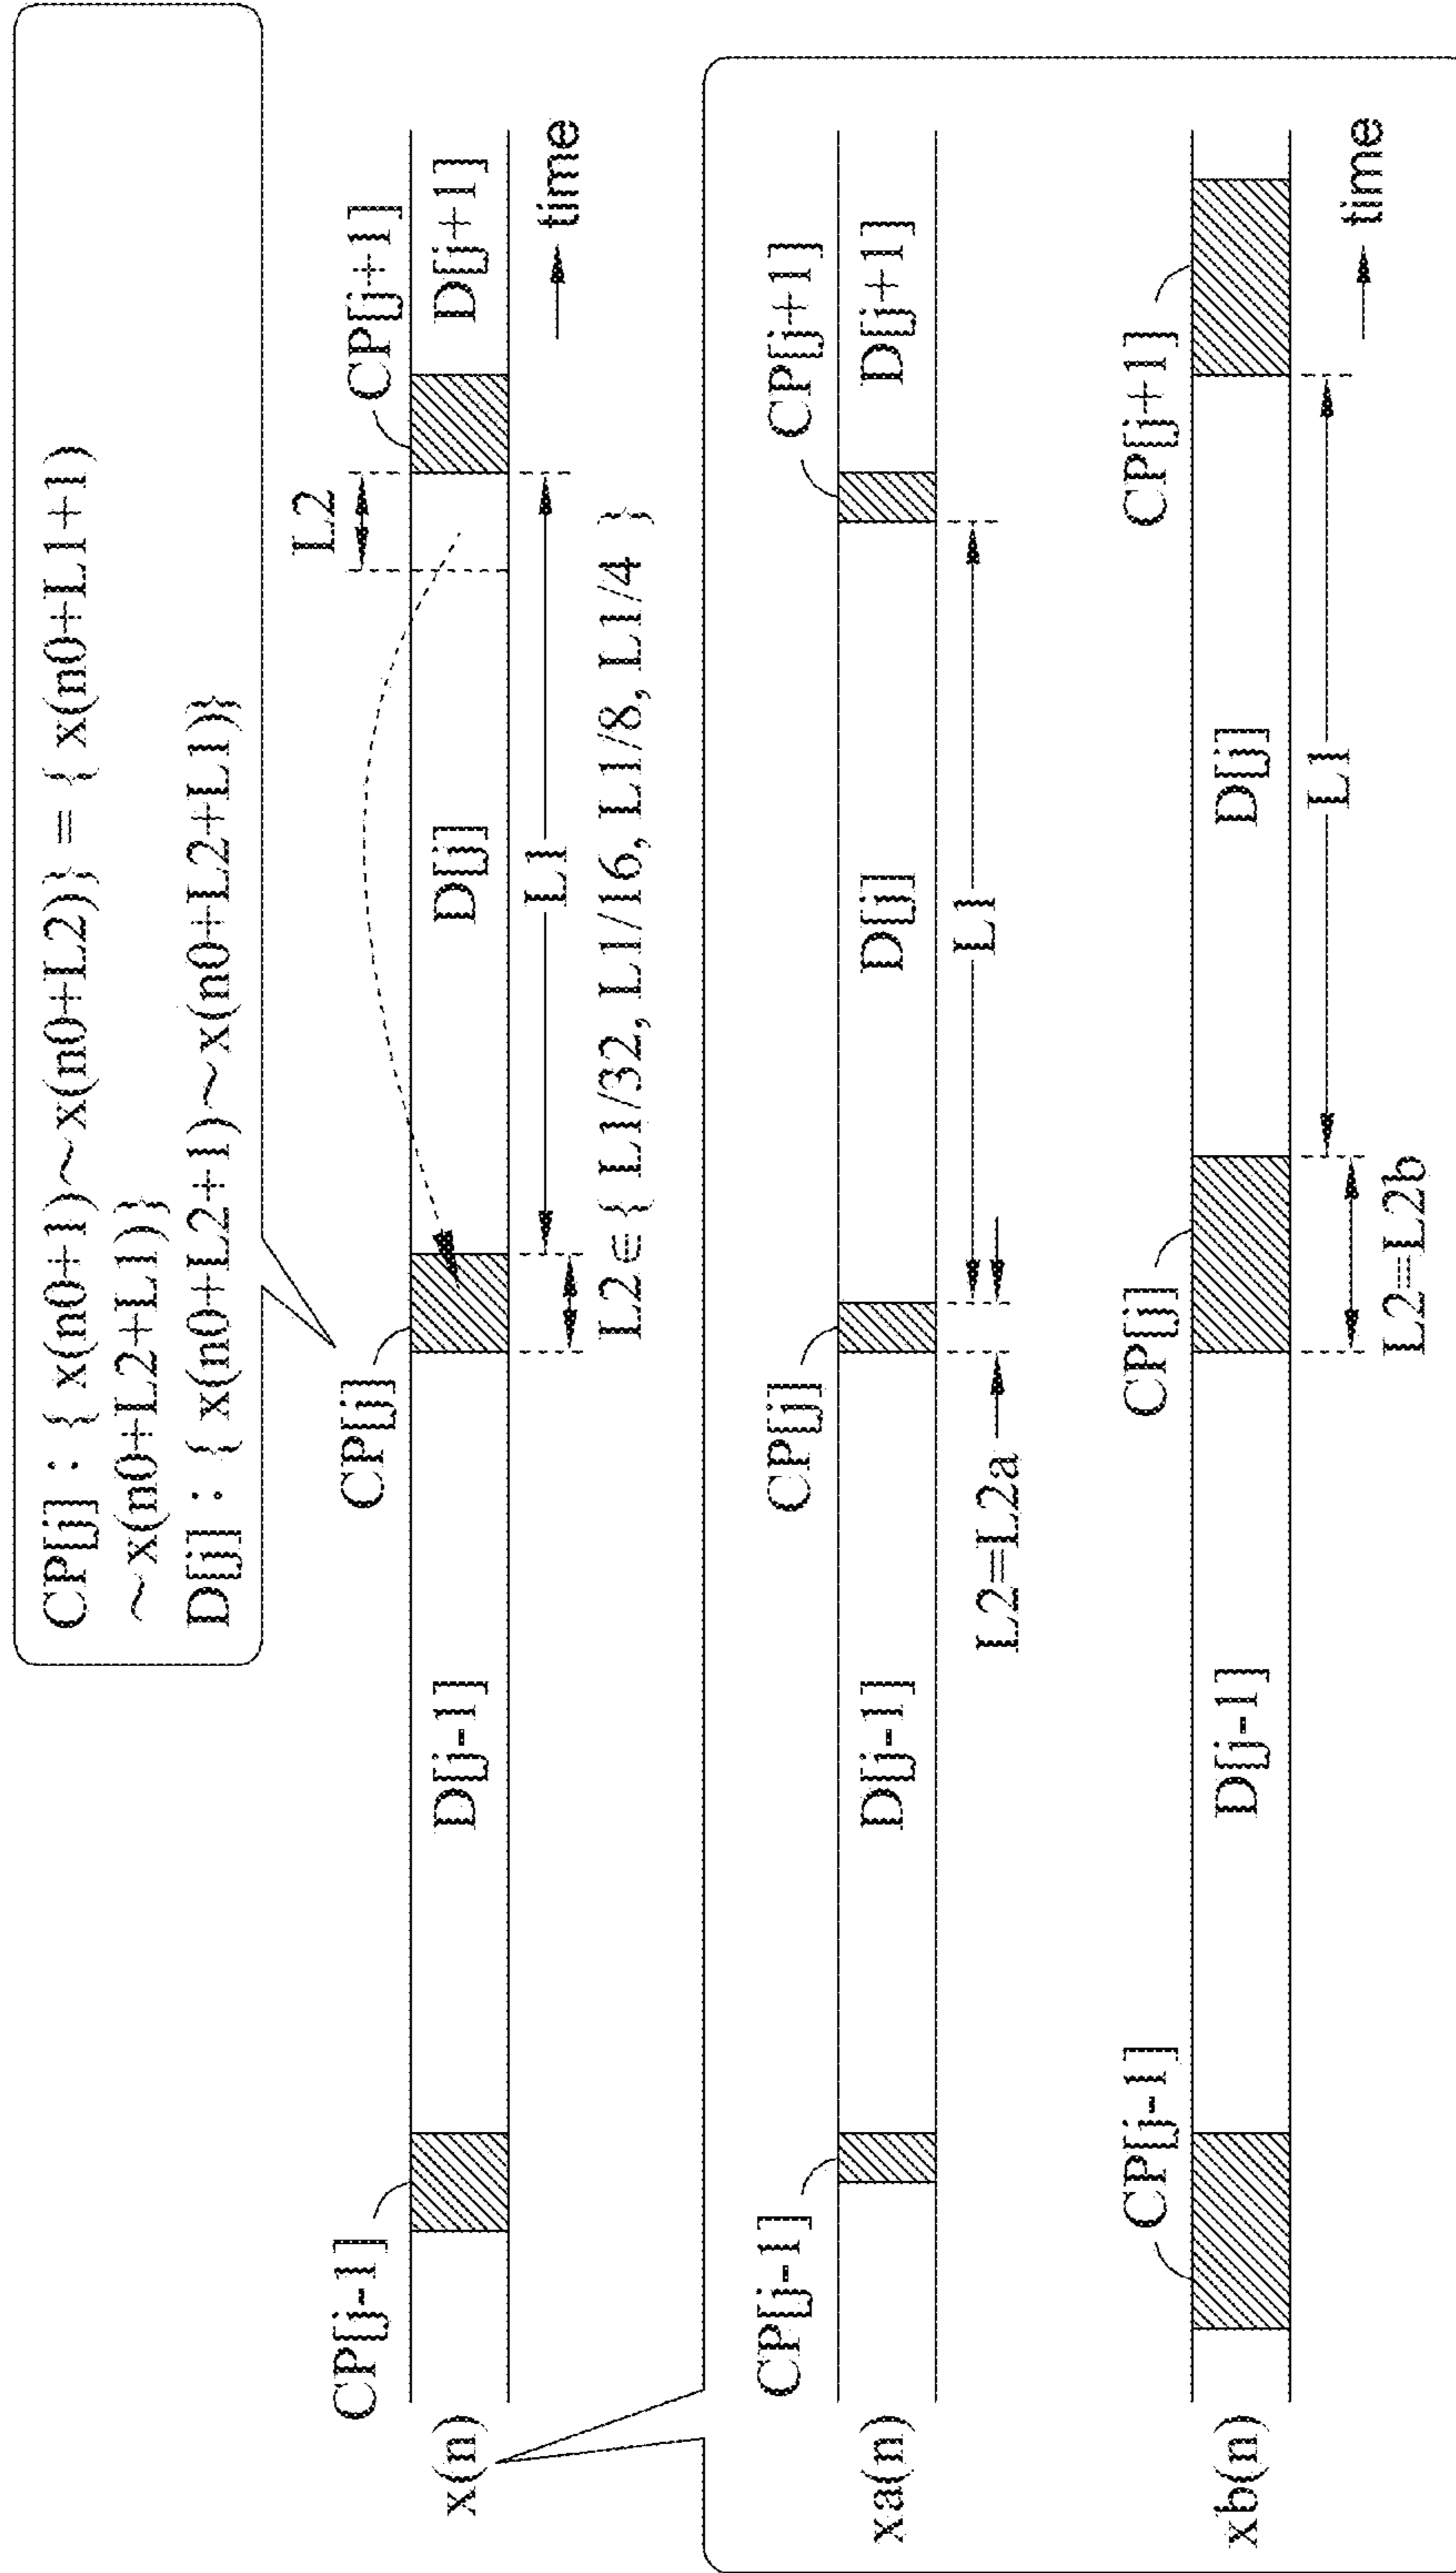 CP[j] : { x(n0+1)~x(n0+L2)} = { x(n0+L1+1)
~x(n0+L2+L1)}
D[j] : { x(n0+L2+1)~x(n0+L2+L1)}
L2
CP[j-1]
CP[j]
CP[j+1]
x(n)
D[j-1]
D[j]
D[j+1]
L1
time
L2∈{ L1/32, L1/16, L1/8, L1/4 }
CP[j-1]
CP[j]
CP[j+1]
xa(n)
D[j-1]
D[j]
D[j+1]
L2=L2a
L1
CP[j-1]
CP[j]
CP[j+1]
xb(n)
D[j-1]
D[j]
L1
time
L2=L2b